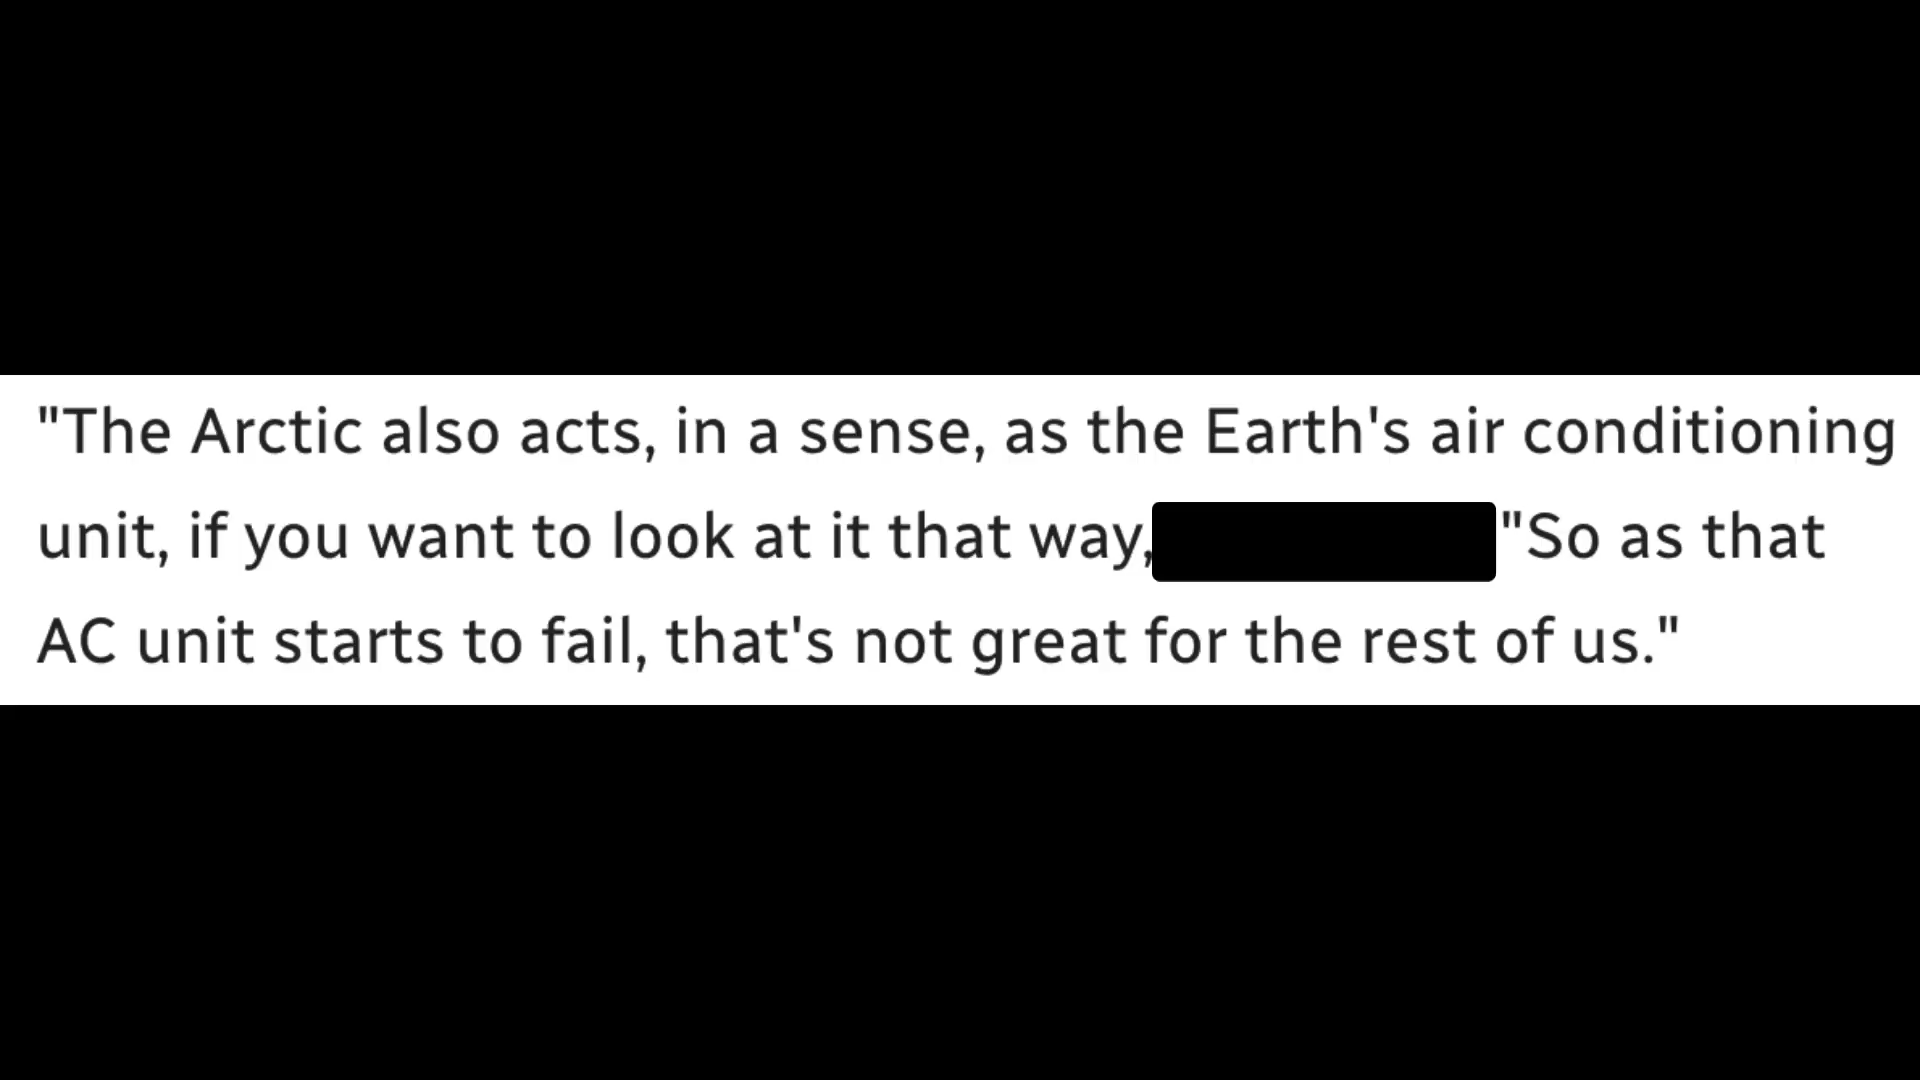 "The Arctic also acts, in a sense, as the Earth's air conditioning
unit, if you want to look at it that way, "So as that
AC unit starts to fail, that's not great for the rest of us."